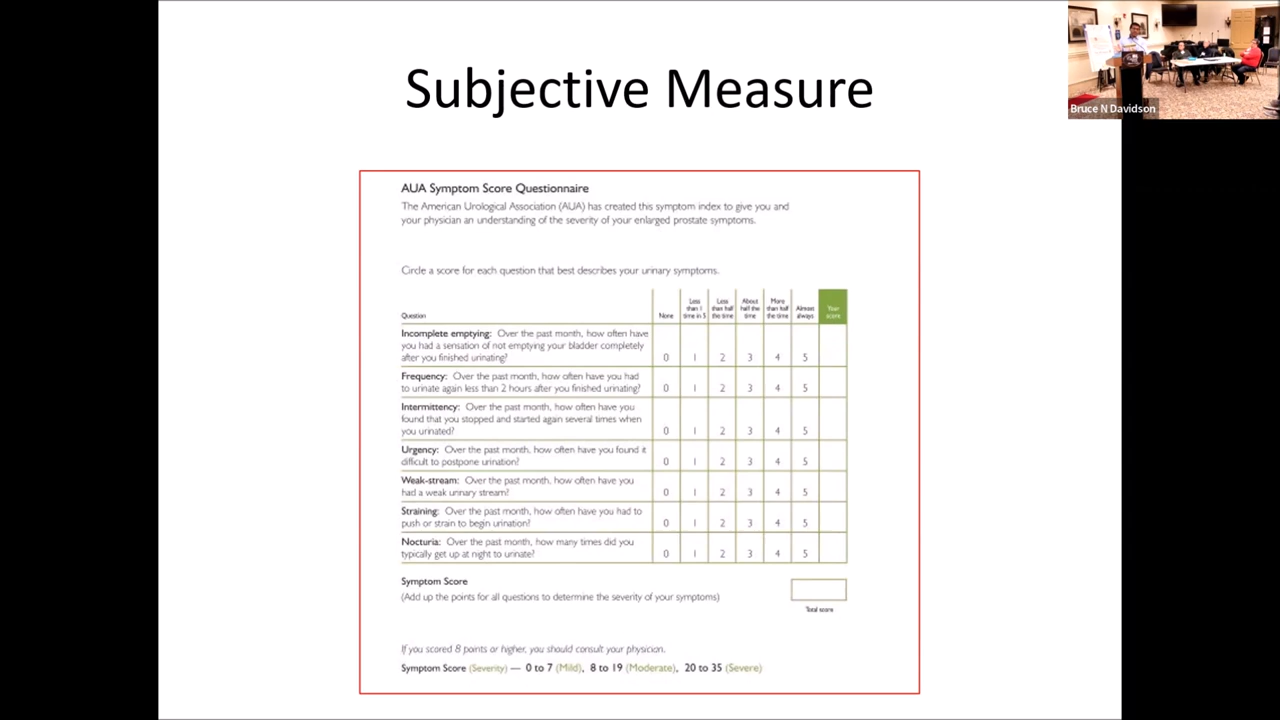 Subjective Measure
Bruce N Davidson
AUA Symptom Score Questionnaire
The American Urological Association (AUA) has created this symptom index to give you and
your physician an understanding of the severity of your enlarged prostate symptoms.
Circle a score for each question that best describes your urinary symptoms.
Question None Less than 1 time in 5 Less than half the time About half the time More than half the time Almost always Your score
Incomplete emptying: Over the past month, how often have
you had a sensation of not emptying your bladder completely
after you finished urinating? 0 1 2 3 4 5
Frequency: Over the past month, how often have you had
to urinate again less than 2 hours after you finished urinating? 0 1 2 3 4 5
Intermittency: Over the past month, how often have you
found that you stopped and started again several times when
you urinated? 0 1 2 3 4 5
Urgency: Over the past month, how often have you found it
difficult to postpone urination? 0 1 2 3 4 5
Weak-stream: Over the past month, how often have you
had a weak urinary stream? 0 1 2 3 4 5
Straining: Over the past month, how often have you had to
push or strain to begin urination? 0 1 2 3 4 5
Nocturia: Over the past month, how many times did you
typically get up at night to urinate? 0 1 2 3 4 5
Symptom Score
(Add up the points for all questions to determine the severity of your symptoms)
Total score
If you scored 8 points or higher, you should consult your physician.
Symptom Score (Severity) — 0 to 7 (Mild), 8 to 19 (Moderate), 20 to 35 (Severe)